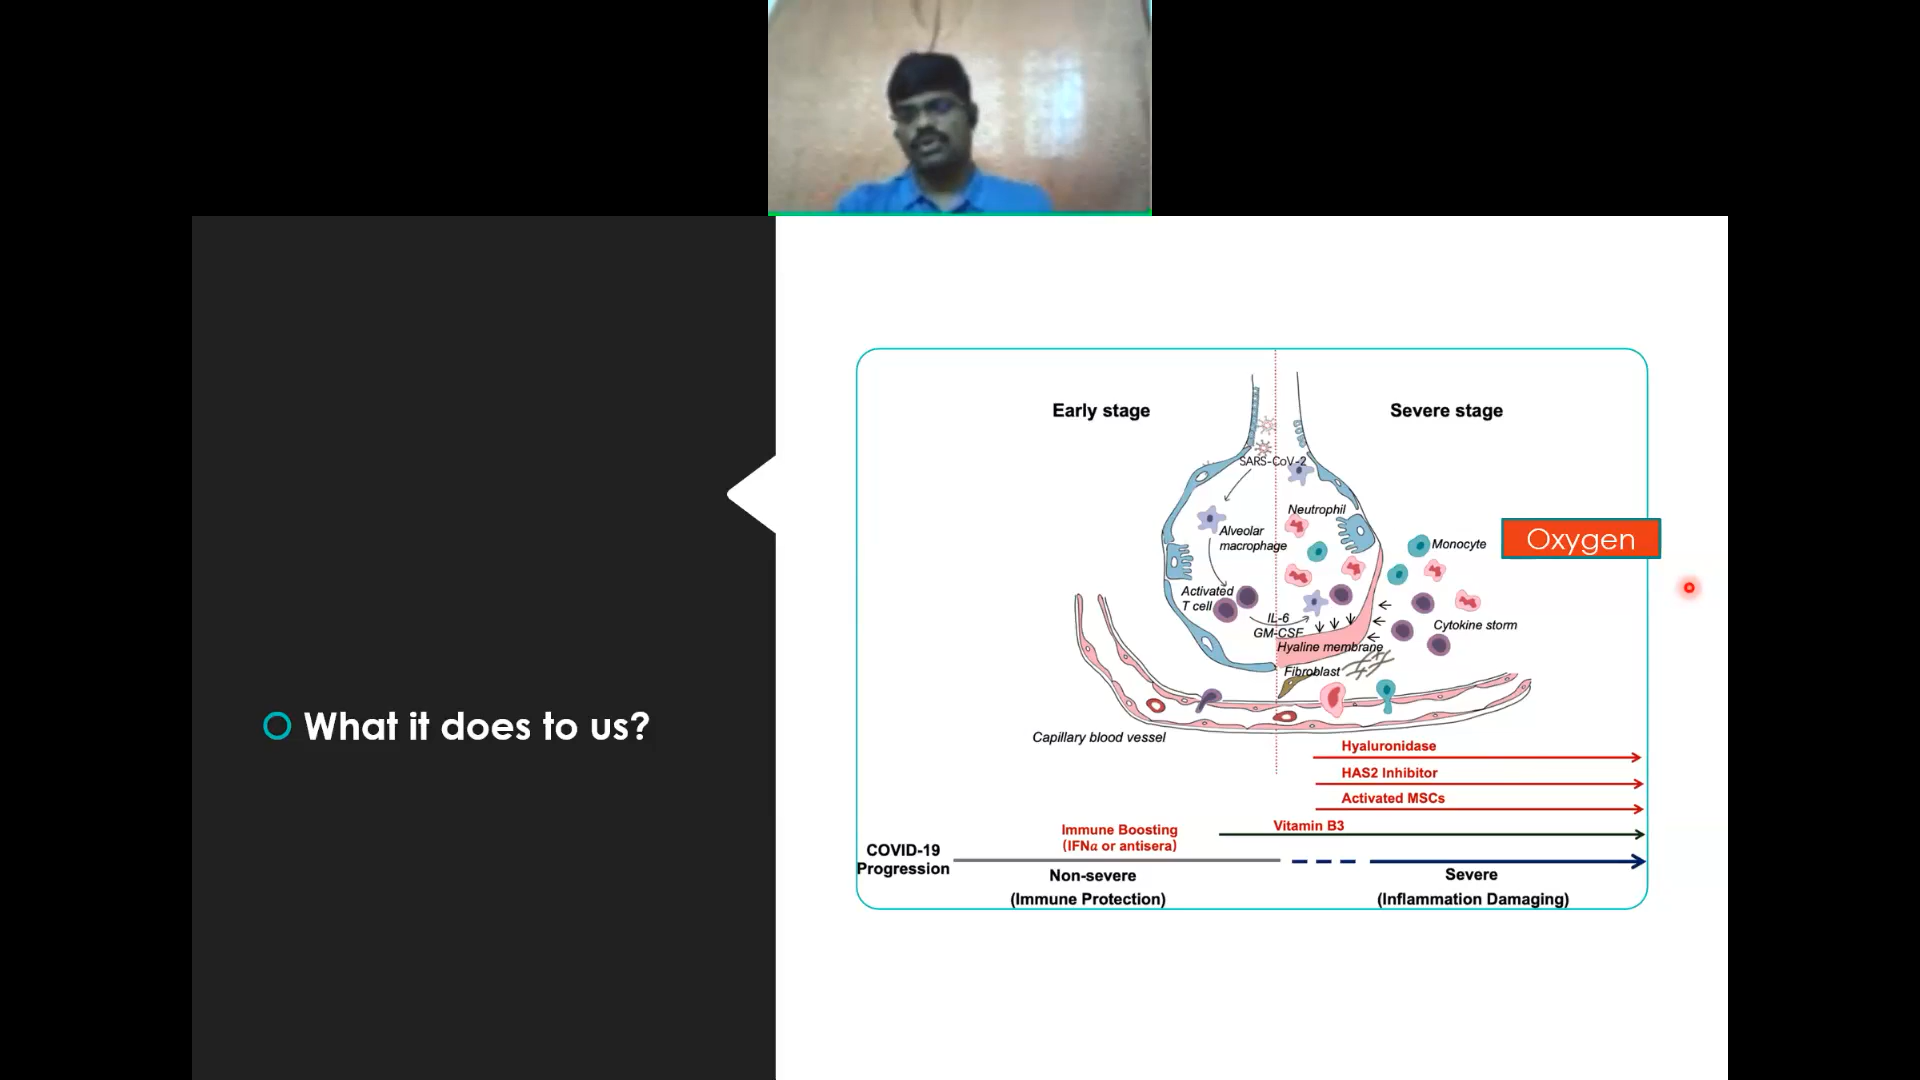 What it does to us?
Early stage
Severe stage
SARS-CoV-2
Neutrophil
Alveolar
macrophage
Monocyte
Oxygen
Activated
T cell
IL-6
GM-CSF
Cytokine storm
Hyaline membrane
Fibroblast
Capillary blood vessel
Hyaluronidase
HAS2 Inhibitor
Activated MSCs
Vitamin B3
Immune Boosting
(IFNα or antisera)
COVID-19
Progression
Non-severe
(Immune Protection)
Severe
(Inflammation Damaging)